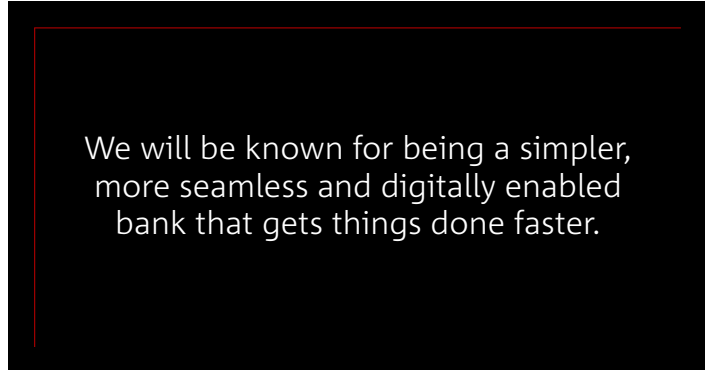 We will be known for being a simpler,
more seamless and digitally enabled
bank that gets things done faster.